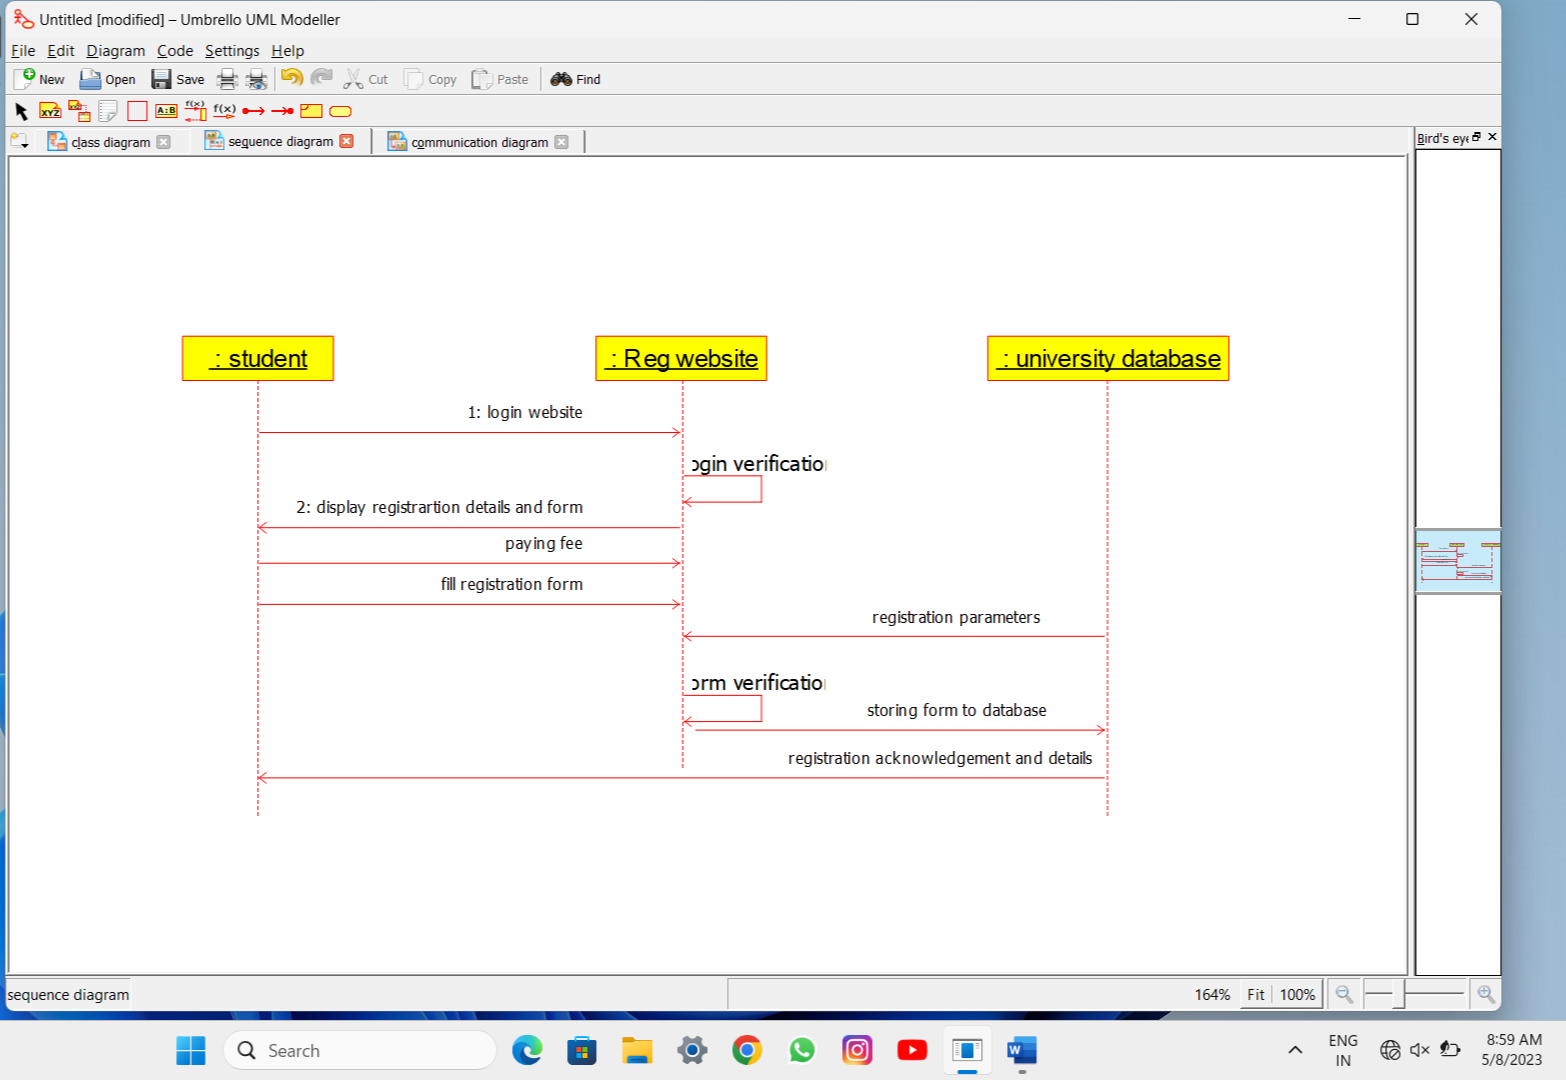 Untitled [modified] – Umbrello UML Modeller
File Edit Diagram Code Settings Help
New Open Save Cut Copy Paste Find
XYZ A:B f(x) f(x)
class diagram sequence diagram communication diagram
Bird's eye
: student : Reg website : university database
1: login website
ogin verificatio
2: display registrartion details and form
paying fee
fill registration form
registration parameters
orm verificatio
storing form to database
registration acknowledgement and details
sequence diagram 164% Fit 100%
Search
ENG
IN
8:59 AM
5/8/2023